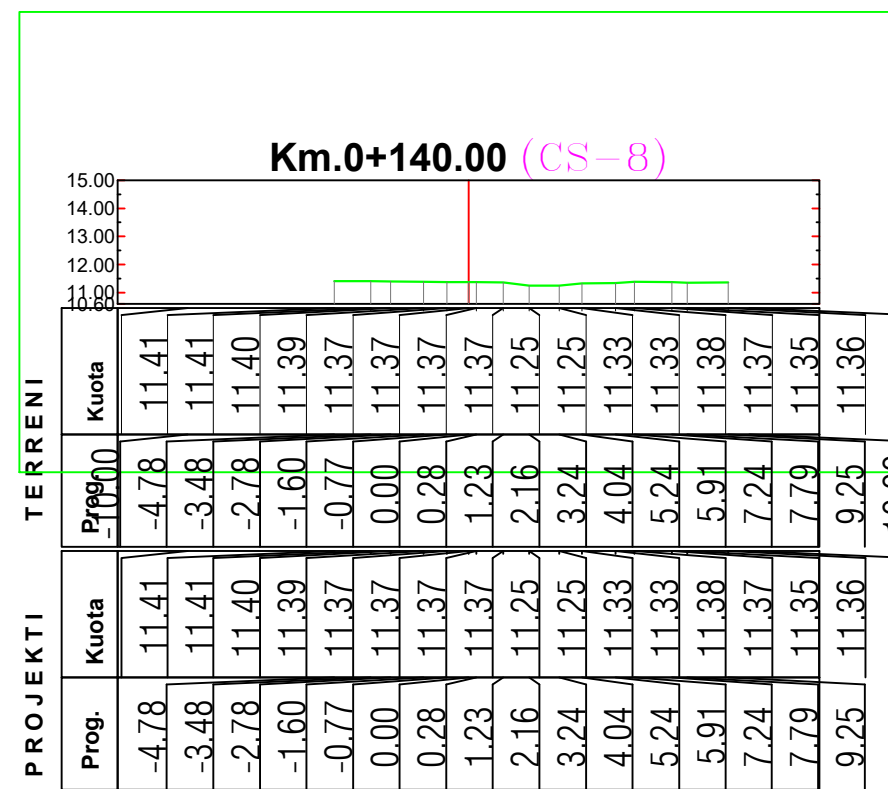 Km.0+140.00 (CS-8)
15.00
14.00
13.00
12.00
11.00
10.60
TERRENI
Kuota 11.41 11.41 11.40 11.39 11.37 11.37 11.37 11.37 11.25 11.25 11.33 11.33 11.38 11.37 11.35 11.36
Prog. -10.00 -4.78 -3.48 -2.78 -1.60 -0.77 0.00 0.28 1.23 2.16 3.24 4.04 5.24 5.91 7.24 7.79 9.25
PROJEKTI
Kuota 11.41 11.41 11.40 11.39 11.37 11.37 11.37 11.37 11.25 11.25 11.33 11.33 11.38 11.37 11.35 11.36
Prog. -4.78 -3.48 -2.78 -1.60 -0.77 0.00 0.28 1.23 2.16 3.24 4.04 5.24 5.91 7.24 7.79 9.25